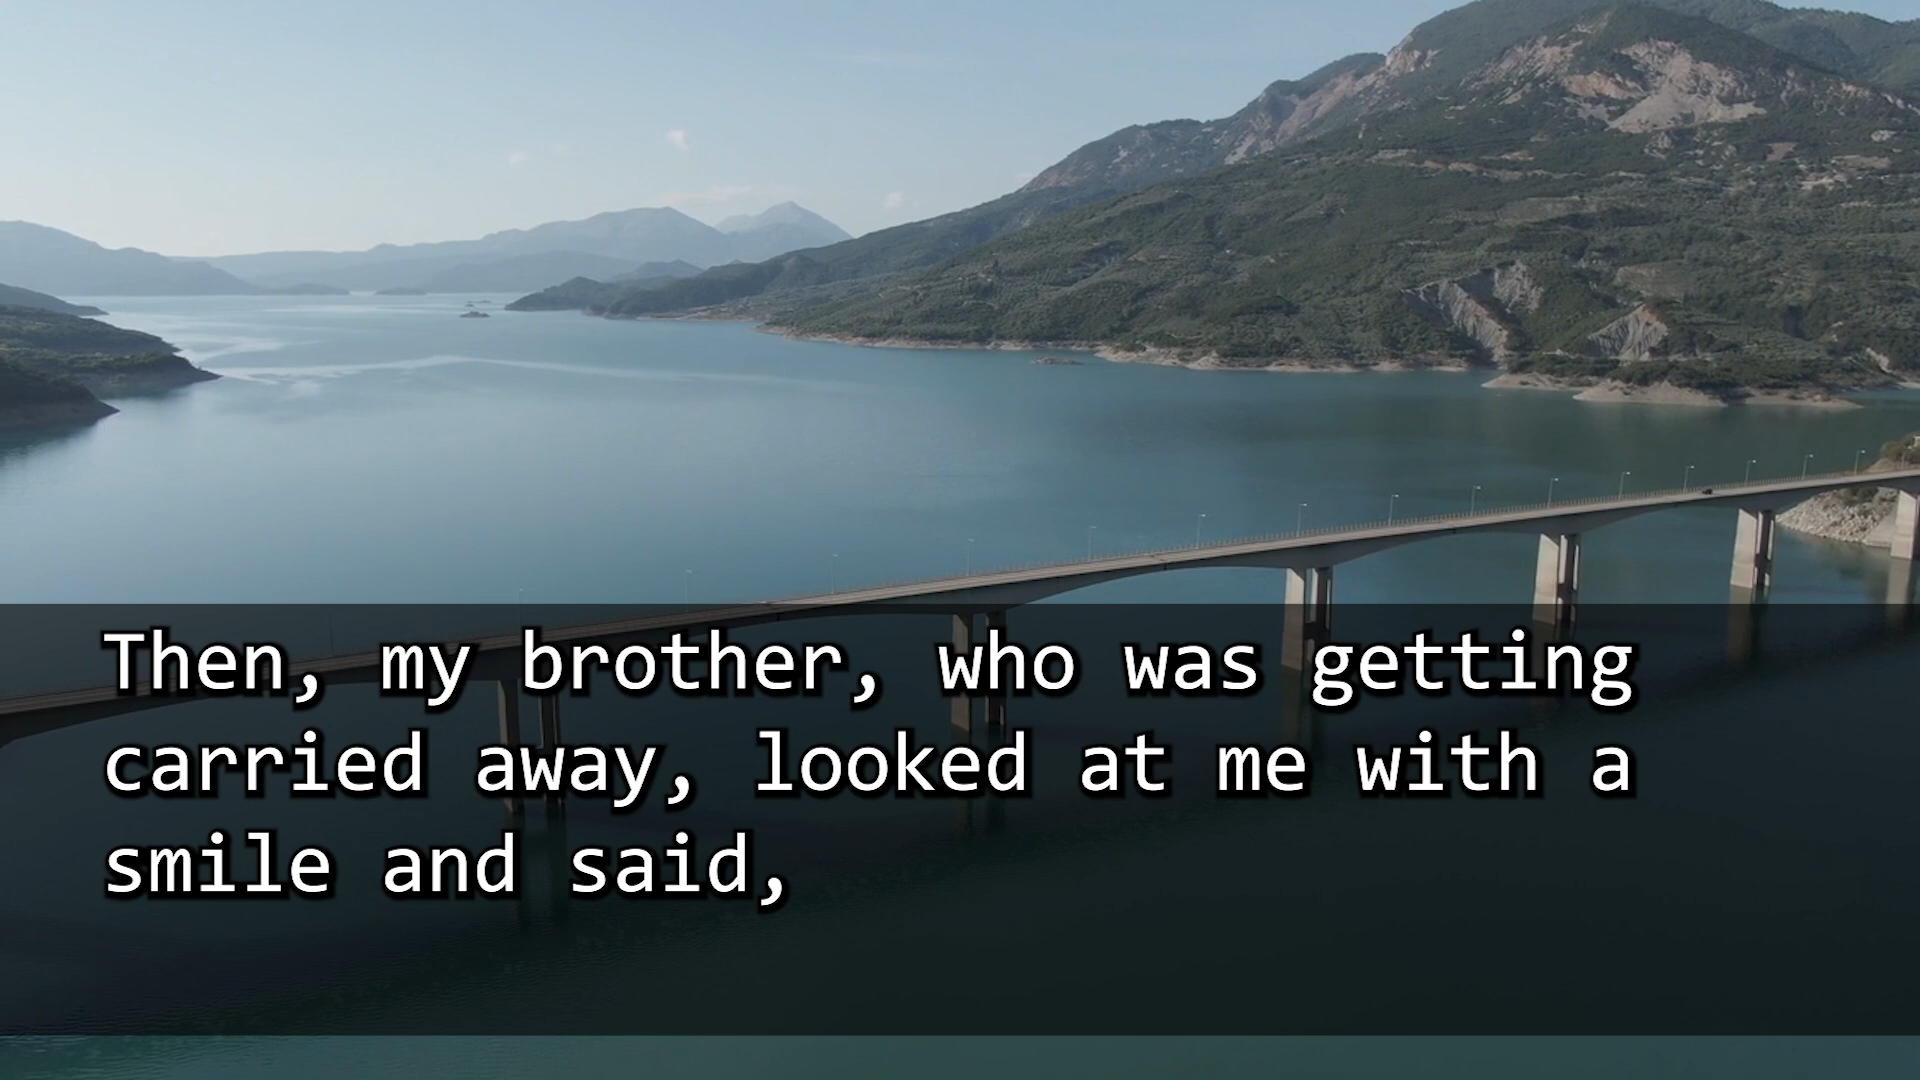 Then, my brother, who was getting
carried away, looked at me with a
smile and said,